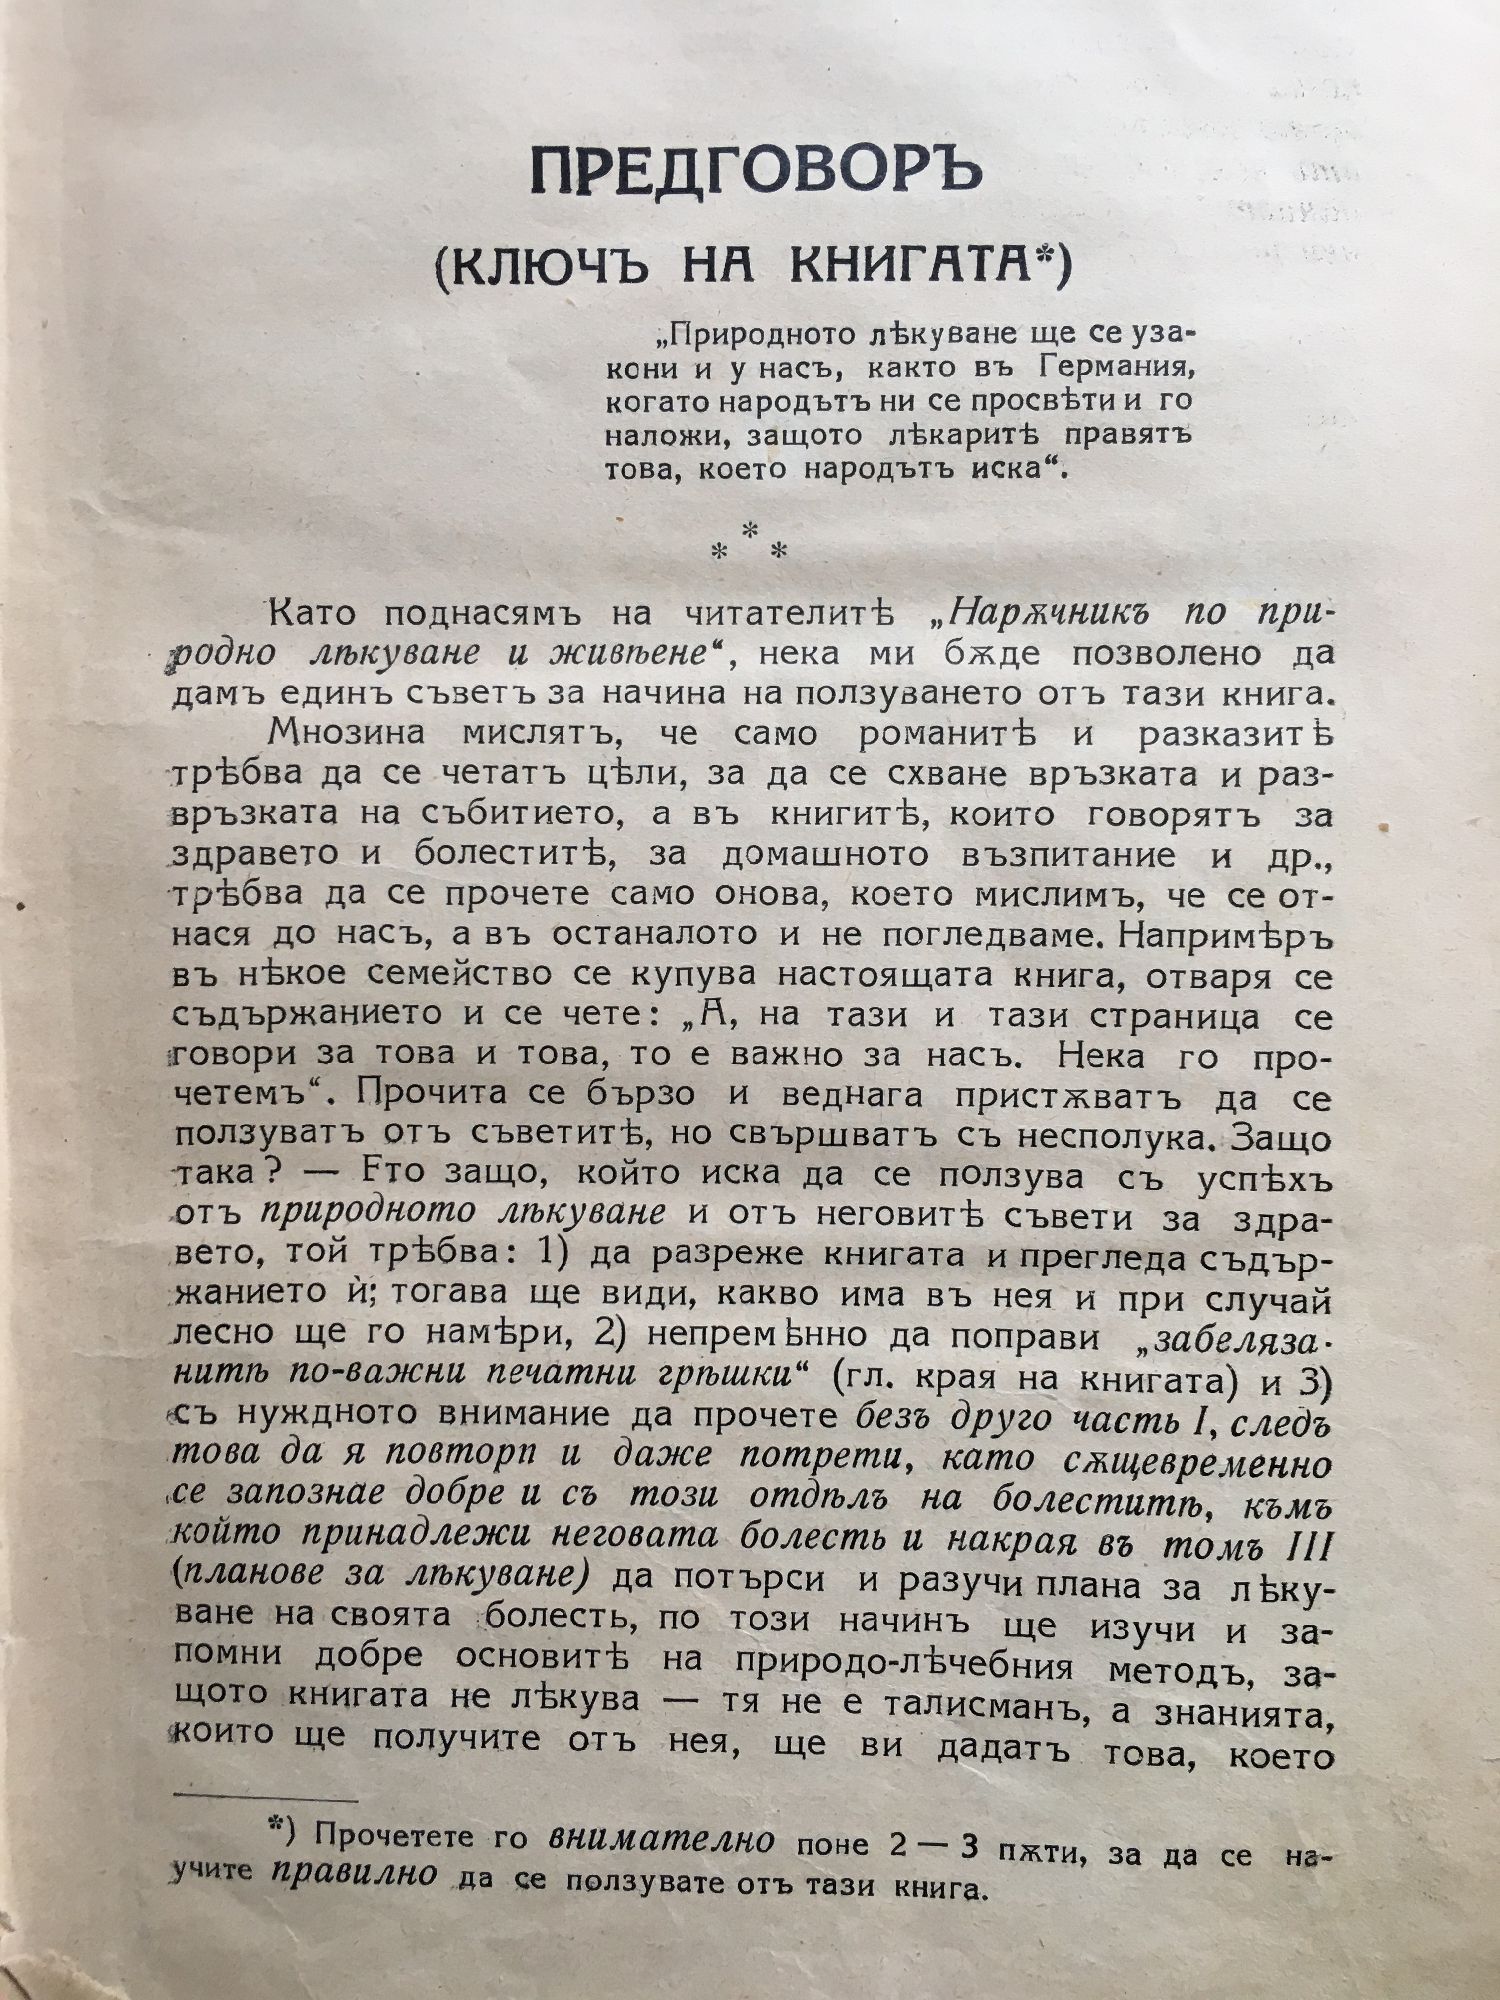 ПРЕДГОВОРЪ
(КЛЮЧЪ НА КНИГАТА*)
„Природното лѣкуване ще се уза-
кони и у насъ, както въ Германия,
когато народътъ ни се просвѣти и го
наложи, защото лѣкаритѣ правятъ
това, което народътъ иска“.
*
* *
Като поднасямъ на читателитѣ „Нарѫчникъ по при-
родно лѣкуване и живѣене“, нека ми бѫде позволено да
дамъ единъ съветъ за начина на ползуването отъ тази книга.
Мнозина мислятъ, че само романитѣ и разказитѣ
трѣбва да се четатъ цѣли, за да се схване връзката и раз-
връзката на събитието, а въ книгитѣ, които говорятъ за
здравето и болеститѣ, за домашното възпитание и др.,
трѣбва да се прочете само онова, което мислимъ, че се от-
нася до насъ, а въ останалото и не погледваме. Напримѣръ
въ нѣкое семейство се купува настоящата книга, отваря се
съдържанието и се чете: „А, на тази и тази страница се
говори за това и това, то е важно за насъ. Нека го про-
четемъ“. Прочита се бързо и веднага пристѫватъ да се
ползуватъ отъ съветитѣ, но свършватъ съ несполука. Защо
така? — Ето защо, който иска да се ползува съ успѣхъ
отъ природното лѣкуване и отъ неговитѣ съвети за здра-
вето, той трѣбва: 1) да разреже книгата и прегледа съдър-
жанието ѝ; тогава ще види, какво има въ нея и при случай
лесно ще го намѣри, 2) непремѣнно да поправи „забеляза-
нитѣ по-важни печатни грѣшки“ (гл. края на книгата) и 3)
съ нуждното внимание да прочете безъ друго часть I, следъ
това да я повтори и даже потрети, като сѫщевременно
се запознае добре и съ този отдѣлъ на болеститѣ, къмъ
който принадлежи неговата болесть и накрая въ томъ III
(планове за лѣкуване) да потърси и разучи плана за лѣку-
ване на своята болесть, по този начинъ ще изучи и за-
помни добре основитѣ на природо-лѣчебния методъ, за-
щото книгата не лѣкува — тя не е талисманъ, а знанията,
които ще получите отъ нея, ще ви дадатъ това, което
*) Прочетете го внимателно поне 2 — 3 пѫти, за да се на-
учите правилно да се ползувате отъ тази книга.